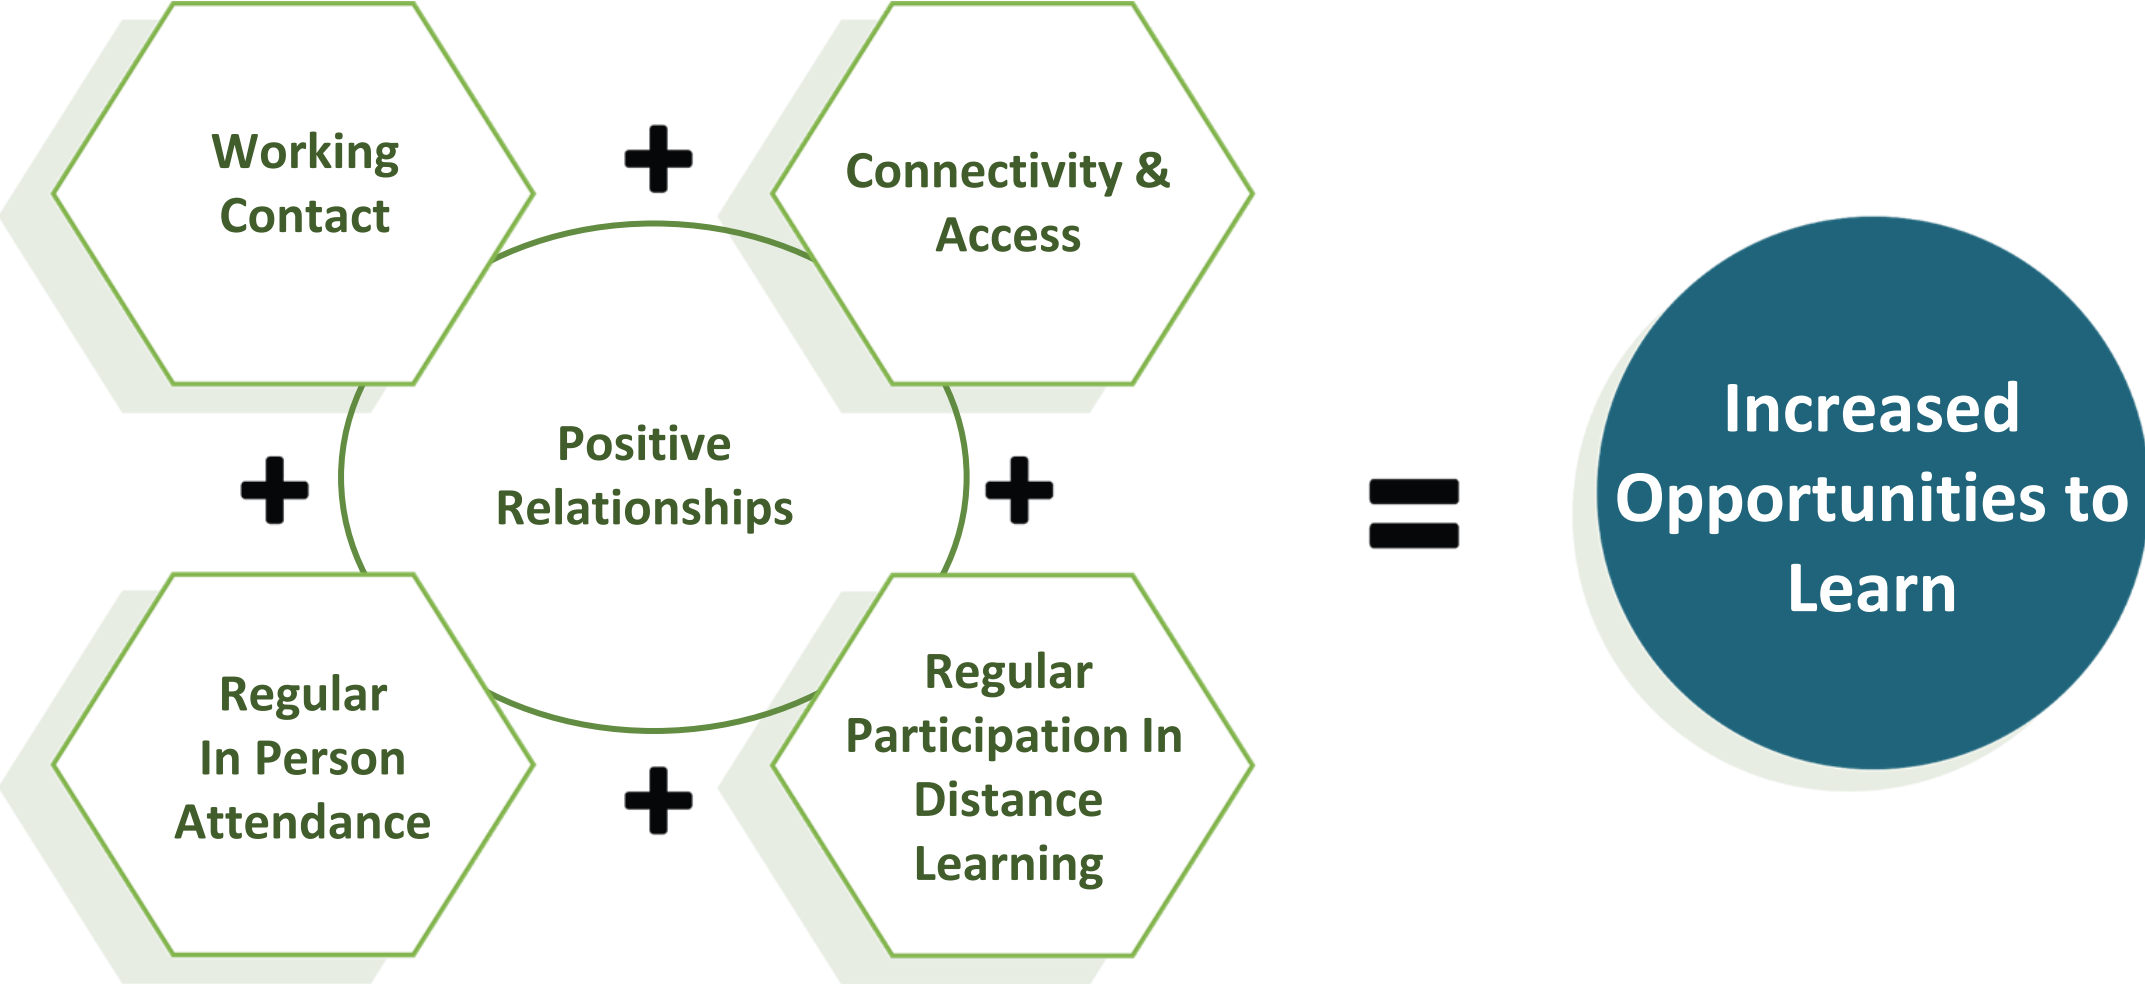 Working
Contact
+
Connectivity &
Access
Positive
Relationships
+
+
=
Increased
Opportunities to
Learn
Regular
In Person
Attendance
+
Regular
Participation In
Distance
Learning